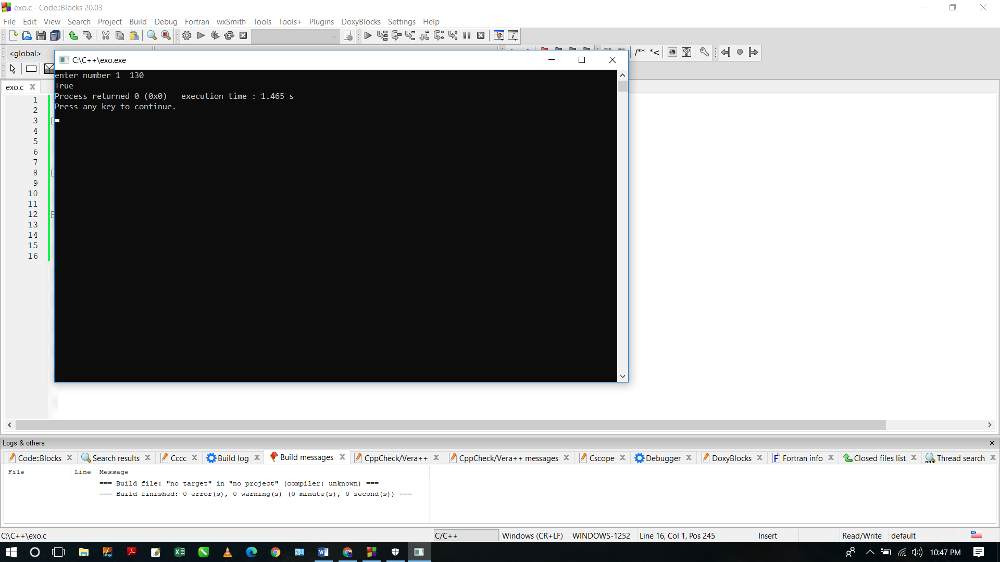 exo.c - Code::Blocks 20.03
File Edit View Search Project Build Debug Fortran wxSmith Tools Tools+ Plugins DoxyBlocks Settings Help
<global>
/** *<
C:\C++\exo.exe
enter number 1  130
True
Process returned 0 (0x0)   execution time : 1.465 s
Press any key to continue.
exo.c
1
2
3
4
5
6
7
8
9
10
11
12
13
14
15
16
Logs & others
Code::Blocks Search results Cccc Build log Build messages CppCheck/Vera++ CppCheck/Vera++ messages Cscope Debugger DoxyBlocks Fortran info Closed files list Thread search
File Line Message
=== Build file: "no target" in "no project" (compiler: unknown) ===
=== Build finished: 0 error(s), 0 warning(s) (0 minute(s), 0 second(s)) ===
C:\C++\exo.c C/C++ Windows (CR+LF) WINDOWS-1252 Line 16, Col 1, Pos 245 Insert Read/Write default
10:47 PM